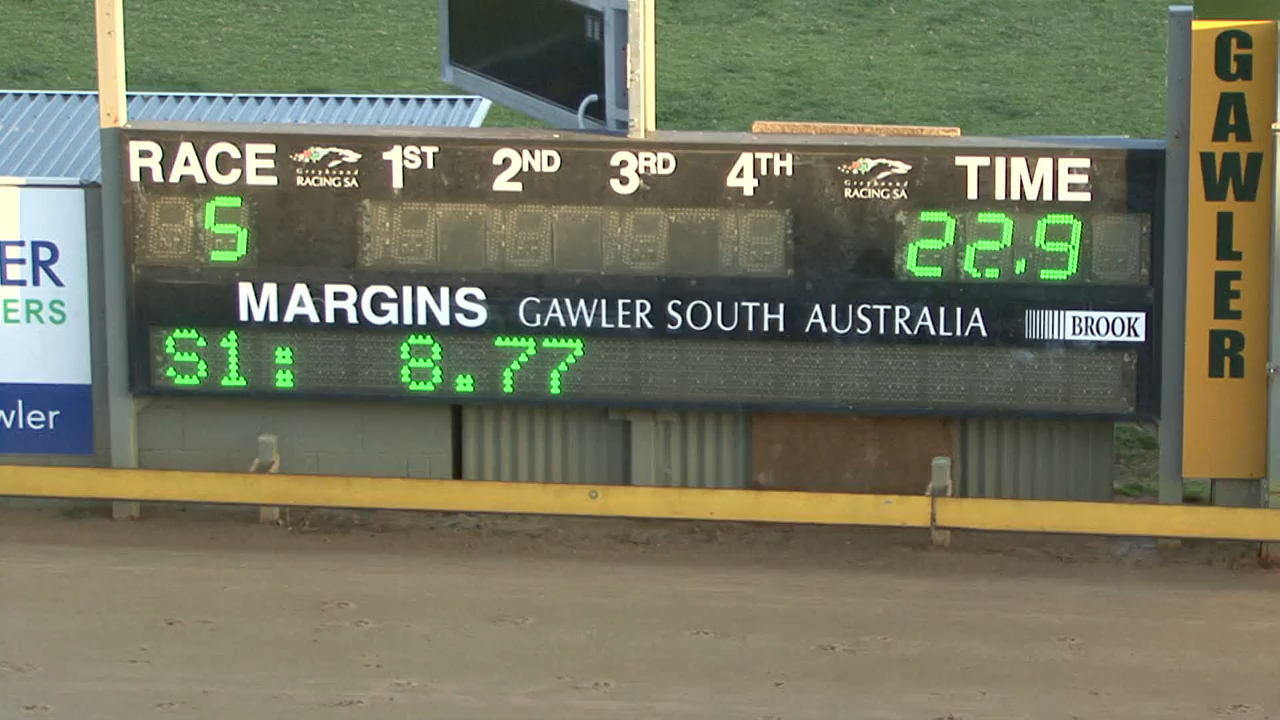 RACE Greyhound RACING SA 1ST 2ND 3RD 4TH Greyhound RACING SA TIME
5 22.9
MARGINS GAWLER SOUTH AUSTRALIA BROOK
S1: 8.77
GAWLER
ER
ERS
wler